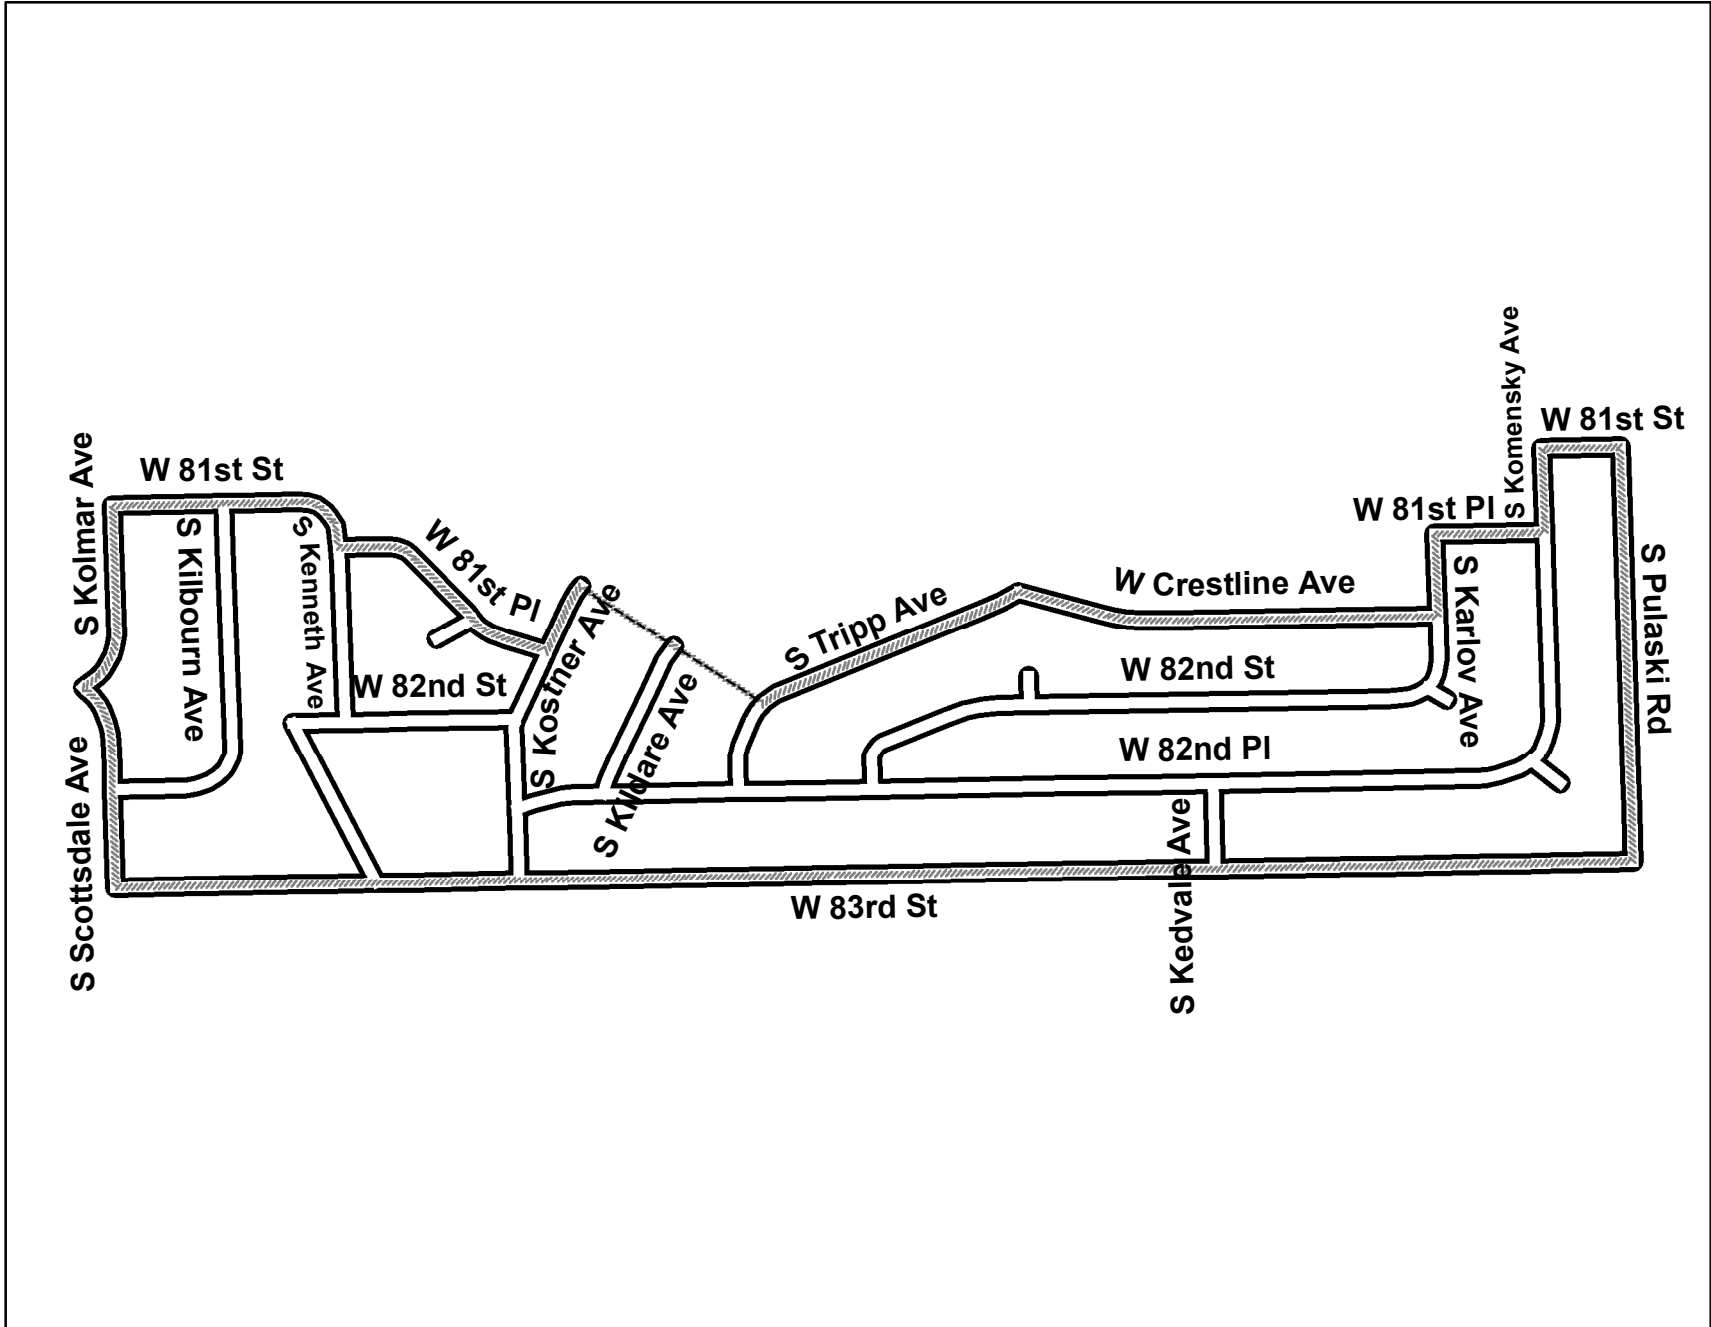 S Komensky Ave
W 81st St
S Kolmar Ave
W 81st St
W 81st Pl
S Kilbourn Ave
S Kenneth Ave
W 81st Pl
S Kostner Ave
S Tripp Ave
W Crestline Ave
S Karlov Ave
S Pulaski Rd
W 82nd St
W 82nd St
S Kildare Ave
W 82nd Pl
S Scottsdale Ave
S Kedvale Ave
W 83rd St